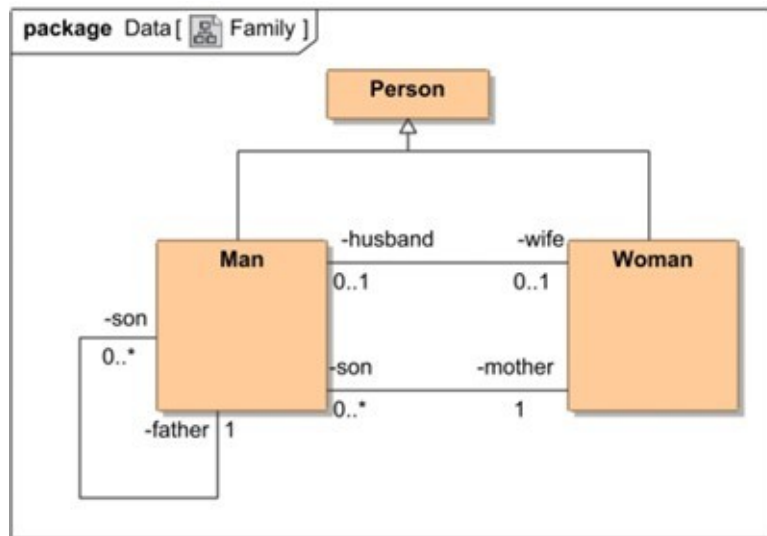 package Data [ Family ]
Person
Man
-husband
-wife
Woman
0..1
0..1
-son
0..*
-son
-mother
0..*
1
-father
1